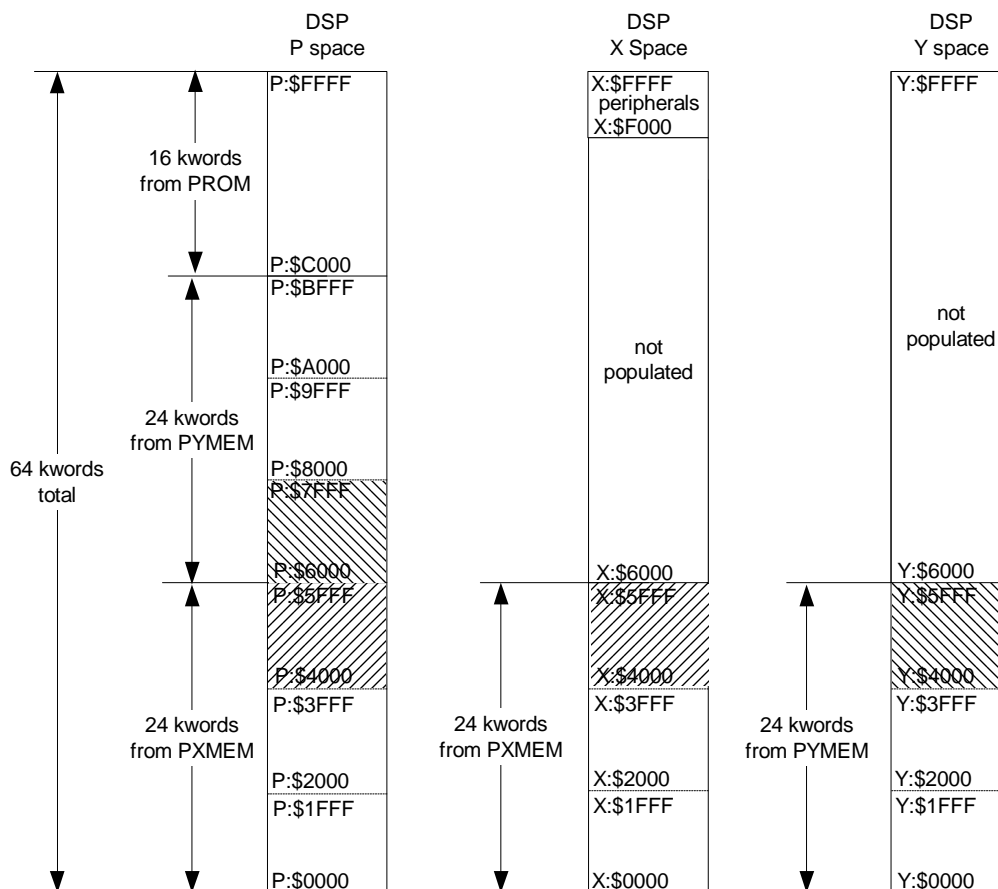 DSP
P space
DSP
X Space
DSP
Y space
P:$FFFF
X:$FFFF
peripherals
X:$F000
Y:$FFFF
16 kwords
from PROM
P:$C000
P:$BFFF
not
populated
not
populated
P:$A000
P:$9FFF
24 kwords
from PYMEM
64 kwords
total
P:$8000
P:$7FFF
P:$6000
X:$6000
Y:$6000
P:$5FFF
X:$5FFF
Y:$5FFF
P:$4000
X:$4000
Y:$4000
P:$3FFF
X:$3FFF
Y:$3FFF
24 kwords
from PXMEM
24 kwords
from PXMEM
24 kwords
from PYMEM
P:$2000
X:$2000
Y:$2000
P:$1FFF
X:$1FFF
Y:$1FFF
P:$0000
X:$0000
Y:$0000